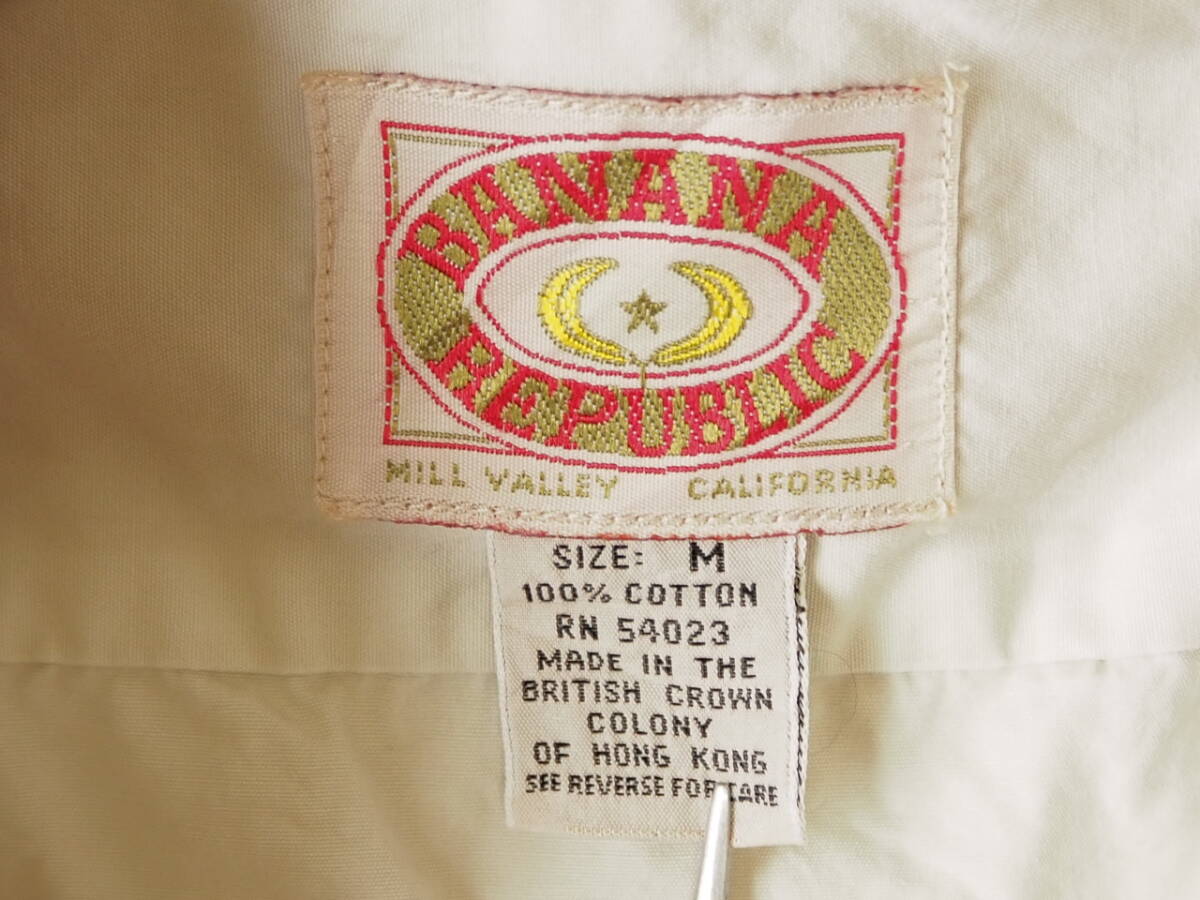 BANANA
REPUBLIC
MILL VALLEY CALIFORNIA
SIZE: M
100% COTTON
RN 54023
MADE IN THE
BRITISH CROWN
COLONY
OF HONG KONG
SEE REVERSE FOR CARE